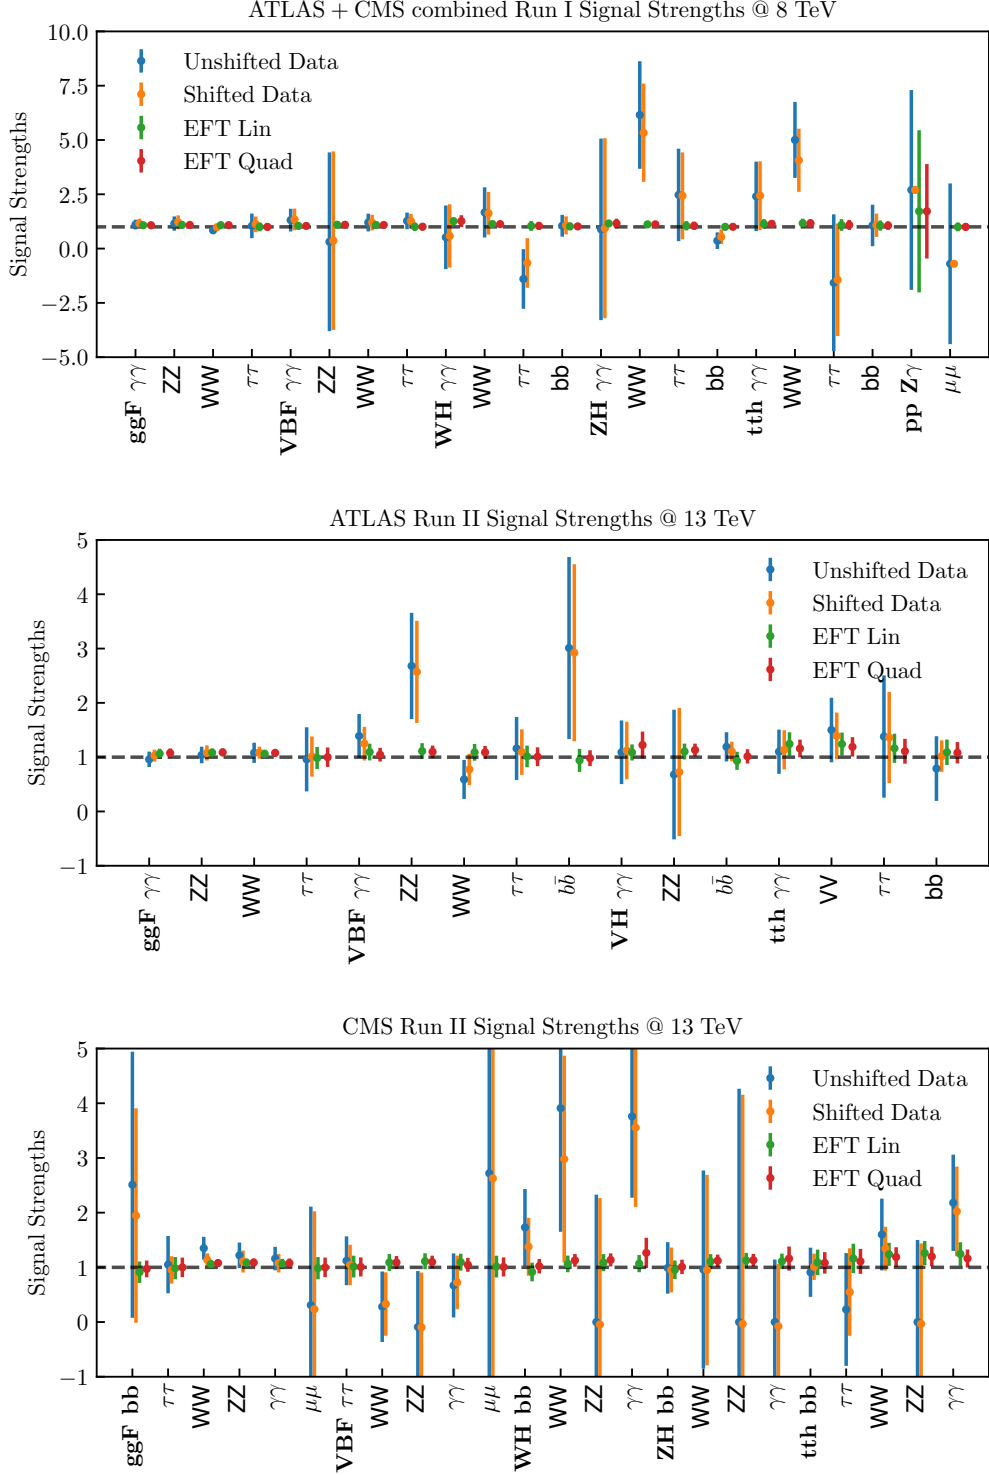 ATLAS + CMS combined Run I Signal Strengths @ 8 TeV
Signal Strengths
10.0
7.5
5.0
2.5
0.0
−2.5
−5.0
Unshifted Data
Shifted Data
EFT Lin
EFT Quad
ggF γγ
ZZ
WW
ττ
VBF γγ
ZZ
WW
ττ
WH γγ
WW
ττ
bb
ZH γγ
WW
ττ
bb
tth γγ
WW
ττ
bb
pp Zγ
μμ
ATLAS Run II Signal Strengths @ 13 TeV
Signal Strengths
5
4
3
2
1
0
−1
Unshifted Data
Shifted Data
EFT Lin
EFT Quad
ggF γγ
ZZ
WW
ττ
VBF γγ
ZZ
WW
ττ
bb̄
VH γγ
ZZ
bb̄
tth γγ
VV
ττ
bb
CMS Run II Signal Strengths @ 13 TeV
Signal Strengths
5
4
3
2
1
0
−1
Unshifted Data
Shifted Data
EFT Lin
EFT Quad
ggF bb
ττ
WW
ZZ
γγ
μμ
VBF ττ
WW
ZZ
γγ
μμ
WH bb
WW
ZZ
γγ
ZH bb
WW
ZZ
γγ
tth bb
ττ
WW
ZZ
γγ